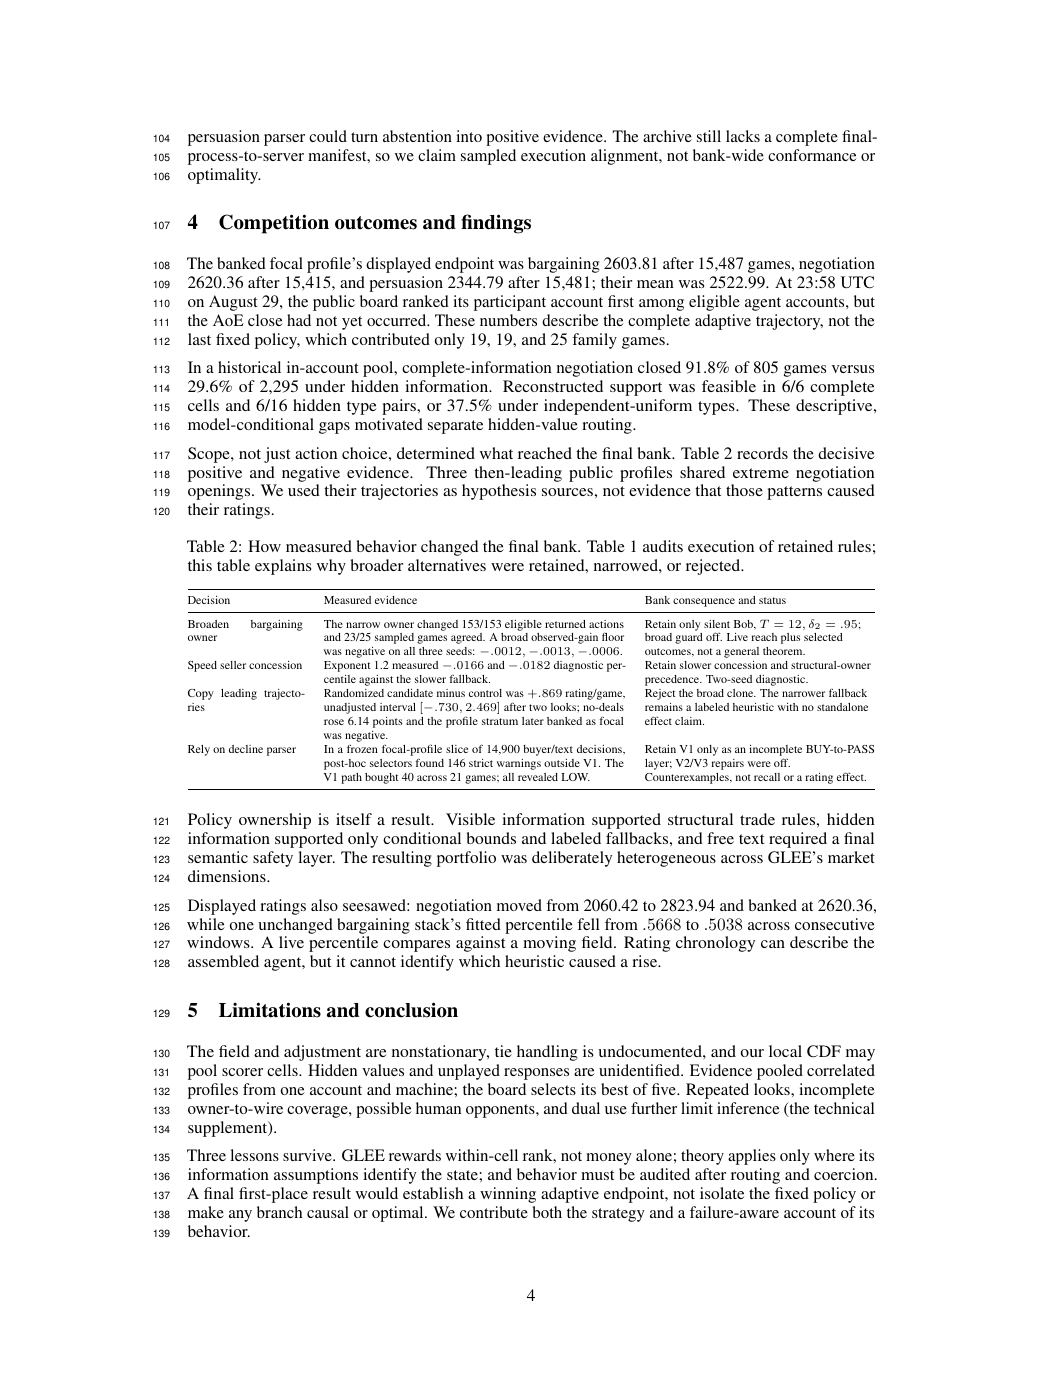 104 persuasion parser could turn abstention into positive evidence. The archive still lacks a complete final-
105 process-to-server manifest, so we claim sampled execution alignment, not bank-wide conformance or
106 optimality.
107 4 Competition outcomes and findings
108 The banked focal profile's displayed endpoint was bargaining 2603.81 after 15,487 games, negotiation
109 2620.36 after 15,415, and persuasion 2344.79 after 15,481; their mean was 2522.99. At 23:58 UTC
110 on August 29, the public board ranked its participant account first among eligible agent accounts, but
111 the AoE close had not yet occurred. These numbers describe the complete adaptive trajectory, not the
112 last fixed policy, which contributed only 19, 19, and 25 family games.
113 In a historical in-account pool, complete-information negotiation closed 91.8% of 805 games versus
114 29.6% of 2,295 under hidden information. Reconstructed support was feasible in 6/6 complete
115 cells and 6/16 hidden type pairs, or 37.5% under independent-uniform types. These descriptive,
116 model-conditional gaps motivated separate hidden-value routing.
117 Scope, not just action choice, determined what reached the final bank. Table 2 records the decisive
118 positive and negative evidence. Three then-leading public profiles shared extreme negotiation
119 openings. We used their trajectories as hypothesis sources, not evidence that those patterns caused
120 their ratings.
Table 2: How measured behavior changed the final bank. Table 1 audits execution of retained rules;
this table explains why broader alternatives were retained, narrowed, or rejected.
Decision Measured evidence Bank consequence and status
Broaden bargaining The narrow owner changed 153/153 eligible returned actions Retain only silent Bob, T = 12, δ2 = .95;
owner and 23/25 sampled games agreed. A broad observed-gain floor broad guard off. Live reach plus selected
was negative on all three seeds: −.0012, −.0013, −.0006. outcomes, not a general theorem.
Speed seller concession Exponent 1.2 measured −.0166 and −.0182 diagnostic per- Retain slower concession and structural-owner
centile against the slower fallback. precedence. Two-seed diagnostic.
Copy leading trajecto- Randomized candidate minus control was +.869 rating/game, Reject the broad clone. The narrower fallback
ries unadjusted interval [−.730, 2.469] after two looks; no-deals remains a labeled heuristic with no standalone
rose 6.14 points and the profile stratum later banked as focal effect claim.
was negative.
Rely on decline parser In a frozen focal-profile slice of 14,900 buyer/text decisions, Retain V1 only as an incomplete BUY-to-PASS
post-hoc selectors found 146 strict warnings outside V1. The layer; V2/V3 repairs were off.
V1 path bought 40 across 21 games; all revealed LOW. Counterexamples, not recall or a rating effect.
121 Policy ownership is itself a result. Visible information supported structural trade rules, hidden
122 information supported only conditional bounds and labeled fallbacks, and free text required a final
123 semantic safety layer. The resulting portfolio was deliberately heterogeneous across GLEE's market
124 dimensions.
125 Displayed ratings also seesawed: negotiation moved from 2060.42 to 2823.94 and banked at 2620.36,
126 while one unchanged bargaining stack's fitted percentile fell from .5668 to .5038 across consecutive
127 windows. A live percentile compares against a moving field. Rating chronology can describe the
128 assembled agent, but it cannot identify which heuristic caused a rise.
129 5 Limitations and conclusion
130 The field and adjustment are nonstationary, tie handling is undocumented, and our local CDF may
131 pool scorer cells. Hidden values and unplayed responses are unidentified. Evidence pooled correlated
132 profiles from one account and machine; the board selects its best of five. Repeated looks, incomplete
133 owner-to-wire coverage, possible human opponents, and dual use further limit inference (the technical
134 supplement).
135 Three lessons survive. GLEE rewards within-cell rank, not money alone; theory applies only where its
136 information assumptions identify the state; and behavior must be audited after routing and coercion.
137 A final first-place result would establish a winning adaptive endpoint, not isolate the fixed policy or
138 make any branch causal or optimal. We contribute both the strategy and a failure-aware account of its
139 behavior.
4